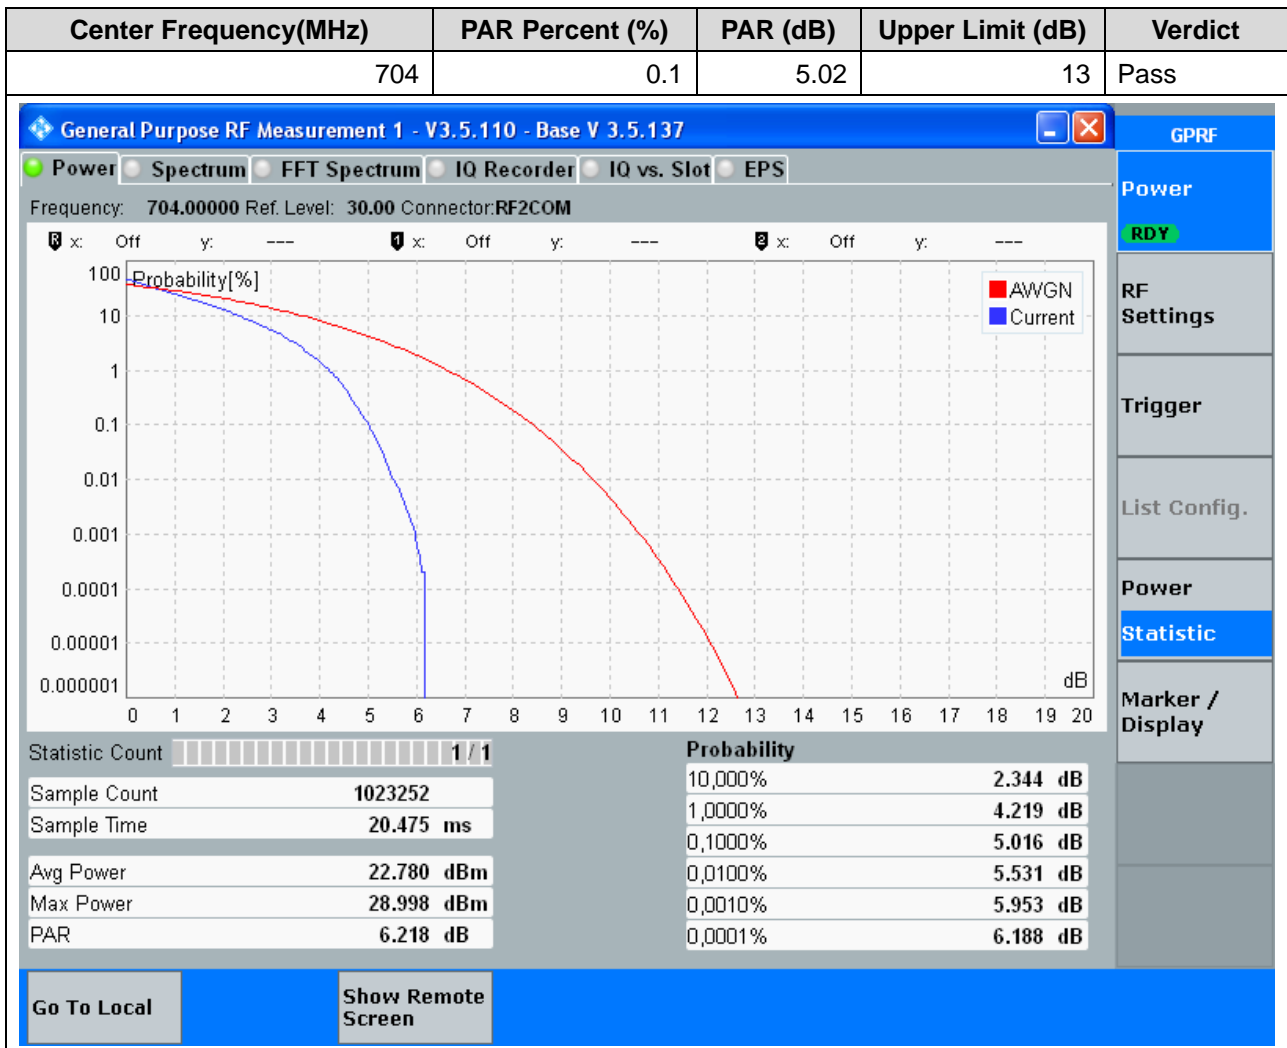 Center Frequency(MHz) PAR Percent (%) PAR (dB) Upper Limit (dB) Verdict
704 0.1 5.02 13 Pass
General Purpose RF Measurement 1 - V3.5.110 - Base V 3.5.137
GPRF
Power Spectrum FFT Spectrum IQ Recorder IQ vs. Slot EPS
Power
RDY
Frequency: 704.00000 Ref. Level: 30.00 Connector:RF2COM
R x: Off y: --- 1 x: Off y: --- 2 x: Off y: ---
Probability[%]
AWGN
Current
100
10
1
0.1
0.01
0.001
0.0001
0.00001
0.000001
dB
0 1 2 3 4 5 6 7 8 9 10 11 12 13 14 15 16 17 18 19 20
RF
Settings
Trigger
List Config.
Power
Statistic
Marker /
Display
Statistic Count 1 / 1
Sample Count 1023252
Sample Time 20.475 ms
Avg Power 22.780 dBm
Max Power 28.998 dBm
PAR 6.218 dB
Probability
10,000% 2.344 dB
1,0000% 4.219 dB
0,1000% 5.016 dB
0,0100% 5.531 dB
0,0010% 5.953 dB
0,0001% 6.188 dB
Go To Local
Show Remote
Screen